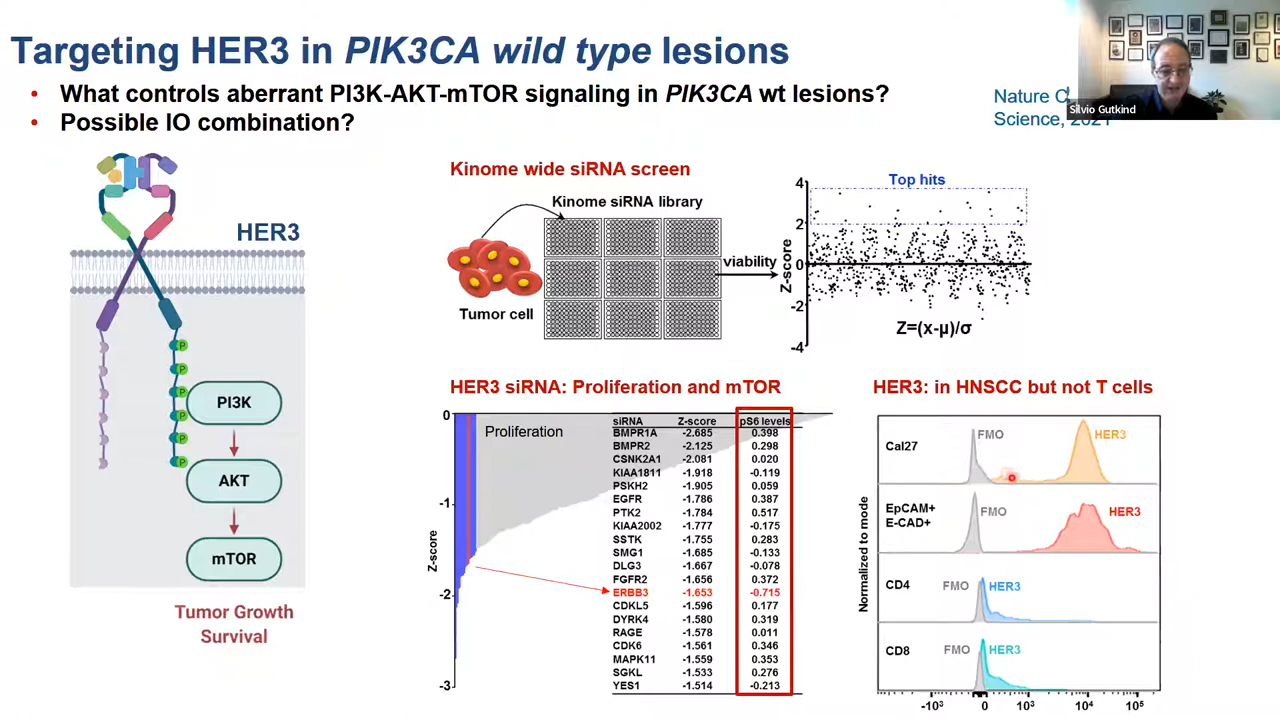 Targeting HER3 in PIK3CA wild type lesions
• What controls aberrant PI3K-AKT-mTOR signaling in PIK3CA wt lesions?
• Possible IO combination?
Nature C
Science, 2021
Silvio Gutkind
HER3
P
P
P
P
P
P
PI3K
AKT
mTOR
Tumor Growth
Survival
Kinome wide siRNA screen
Kinome siRNA library
Tumor cell
viability
Top hits
Z-score
4
2
0
-2
-4
Z=(x-μ)/σ
HER3 siRNA: Proliferation and mTOR
Z-score
0
-1
-2
-3
Proliferation
siRNA Z-score pS6 levels
BMPR1A -2.685 0.398
BMPR2 -2.125 0.298
CSNK2A1 -2.081 0.020
KIAA1811 -1.918 -0.119
PSKH2 -1.905 0.059
EGFR -1.786 0.387
PTK2 -1.784 0.517
KIAA2002 -1.777 -0.175
SSTK -1.755 0.283
SMG1 -1.685 -0.133
DLG3 -1.667 -0.078
FGFR2 -1.656 0.372
ERBB3 -1.653 -0.715
CDKL5 -1.596 0.177
DYRK4 -1.580 0.319
RAGE -1.578 0.011
CDK6 -1.561 0.346
MAPK11 -1.559 0.353
SGKL -1.533 0.276
YES1 -1.514 -0.213
HER3: in HNSCC but not T cells
Normalized to mode
Cal27 FMO HER3
EpCAM+
E-CAD+
FMO HER3
CD4 FMO HER3
CD8 FMO HER3
-10³ 0 10³ 10⁴ 10⁵